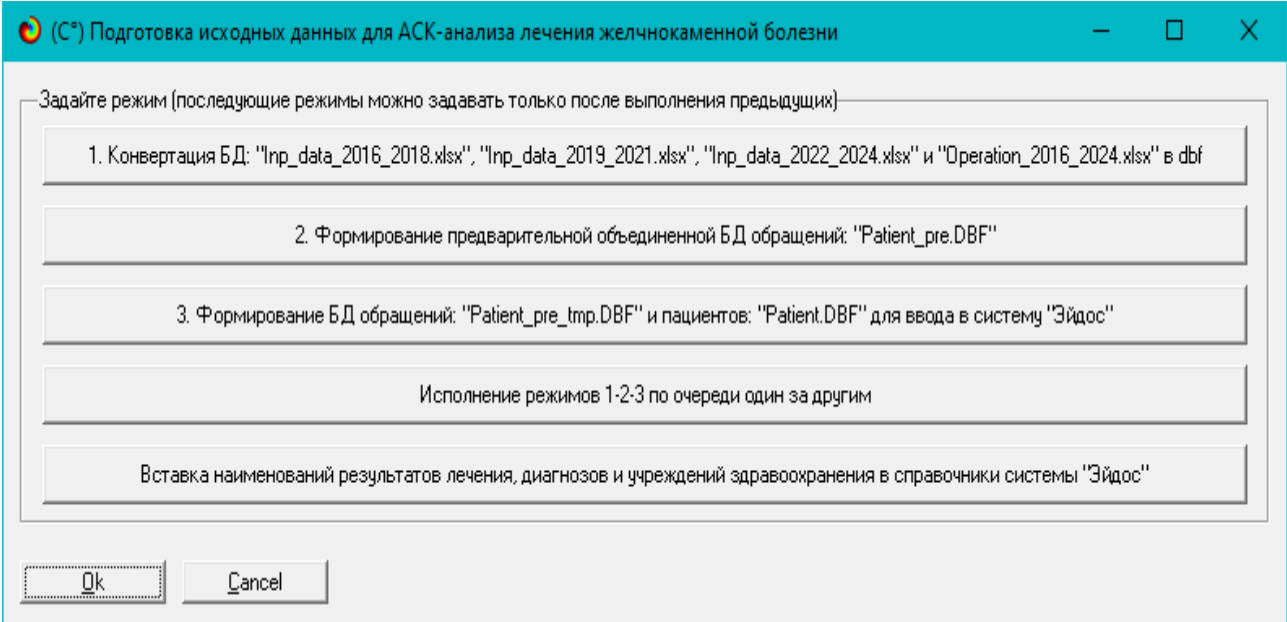 (C°) Подготовка исходных данных для АСК-анализа лечения желчнокаменной болезни
Задайте режим (последующие режимы можно задавать только после выполнения предыдущих)
1. Конвертация БД: "Inp_data_2016_2018.xlsx", "Inp_data_2019_2021.xlsx", "Inp_data_2022_2024.xlsx" и "Operation_2016_2024.xlsx" в dbf
2. Формирование предварительной объединенной БД обращений: "Patient_pre.DBF"
3. Формирование БД обращений: "Patient_pre_tmp.DBF" и пациентов: "Patient.DBF" для ввода в систему "Эйдос"
Исполнение режимов 1-2-3 по очереди один за другим
Вставка наименований результатов лечения, диагнозов и учреждений здравоохранения в справочники системы "Эйдос"
Ok Cancel